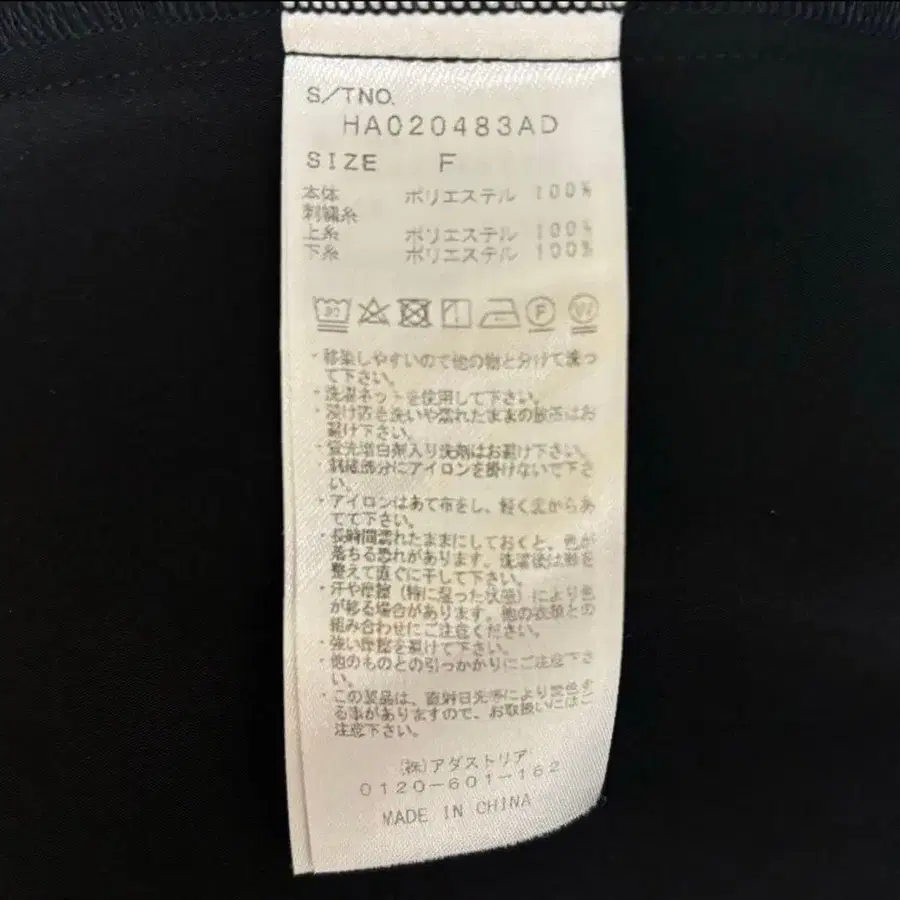 S/TNO.
HA020483AD
SIZE F
本体 ポリエステル 100%
刺繍糸
上糸 ポリエステル 100%
下糸 ポリエステル 100%
30 F W
・移染しやすいので他の物と分けて洗っ
て下さい。
・洗濯ネットを使用して下さい。
・浸け置き洗いや濡れたままの放置はお
避け下さい。
・蛍光増白剤入り洗剤はお避け下さい。
・刺繍部分にアイロンを掛けないで下さ
い。
・アイロンはあて布をし、軽く裏からあ
てて下さい。
・長時間濡れたままにしておくと、色が
落ちる恐れがあります。洗濯後は形を
整えて直ぐに干して下さい。
・汗や摩擦(特に湿った状態)により色
が移る場合があります。他の衣類との
組み合わせにご注意ください。
・強い摩擦を避けて下さい。
・他のものとの引っかかりにご注意下さ
い。
・この製品は、直射日光等により変色す
る事がありますので、お取扱いにはご
注意下さい。
(株)アダストリア
0120-601-162
MADE IN CHINA